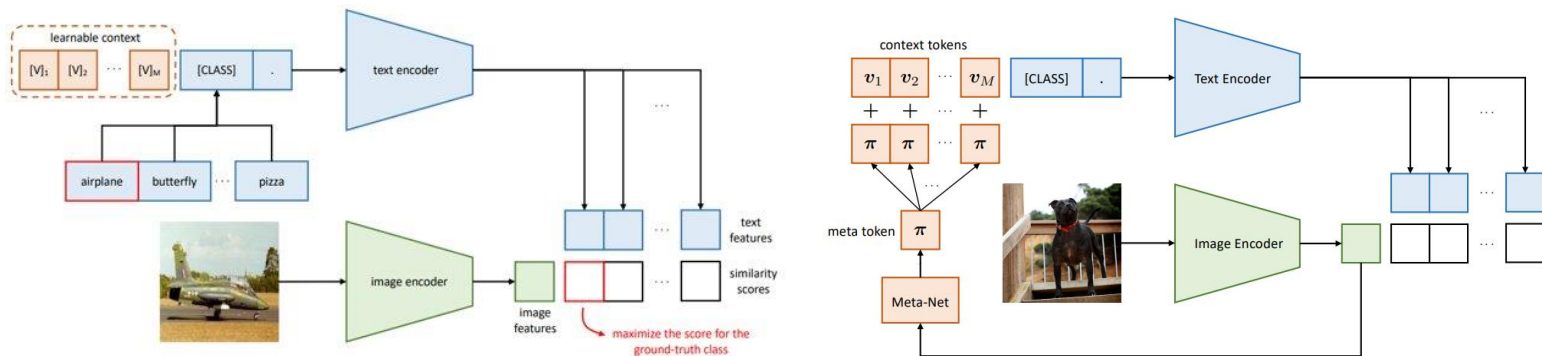 learnable context
[V]₁ [V]₂ ... [V]M [CLASS] .
text encoder
...
airplane butterfly ... pizza
... text
features
image encoder
... similarity
scores
image
features
maximize the score for the
ground-truth class
context tokens
v₁ v₂ ... vM [CLASS] .
Text Encoder
+ + ... +
...
π π ... π
...
meta token π
...
Image Encoder
...
Meta-Net